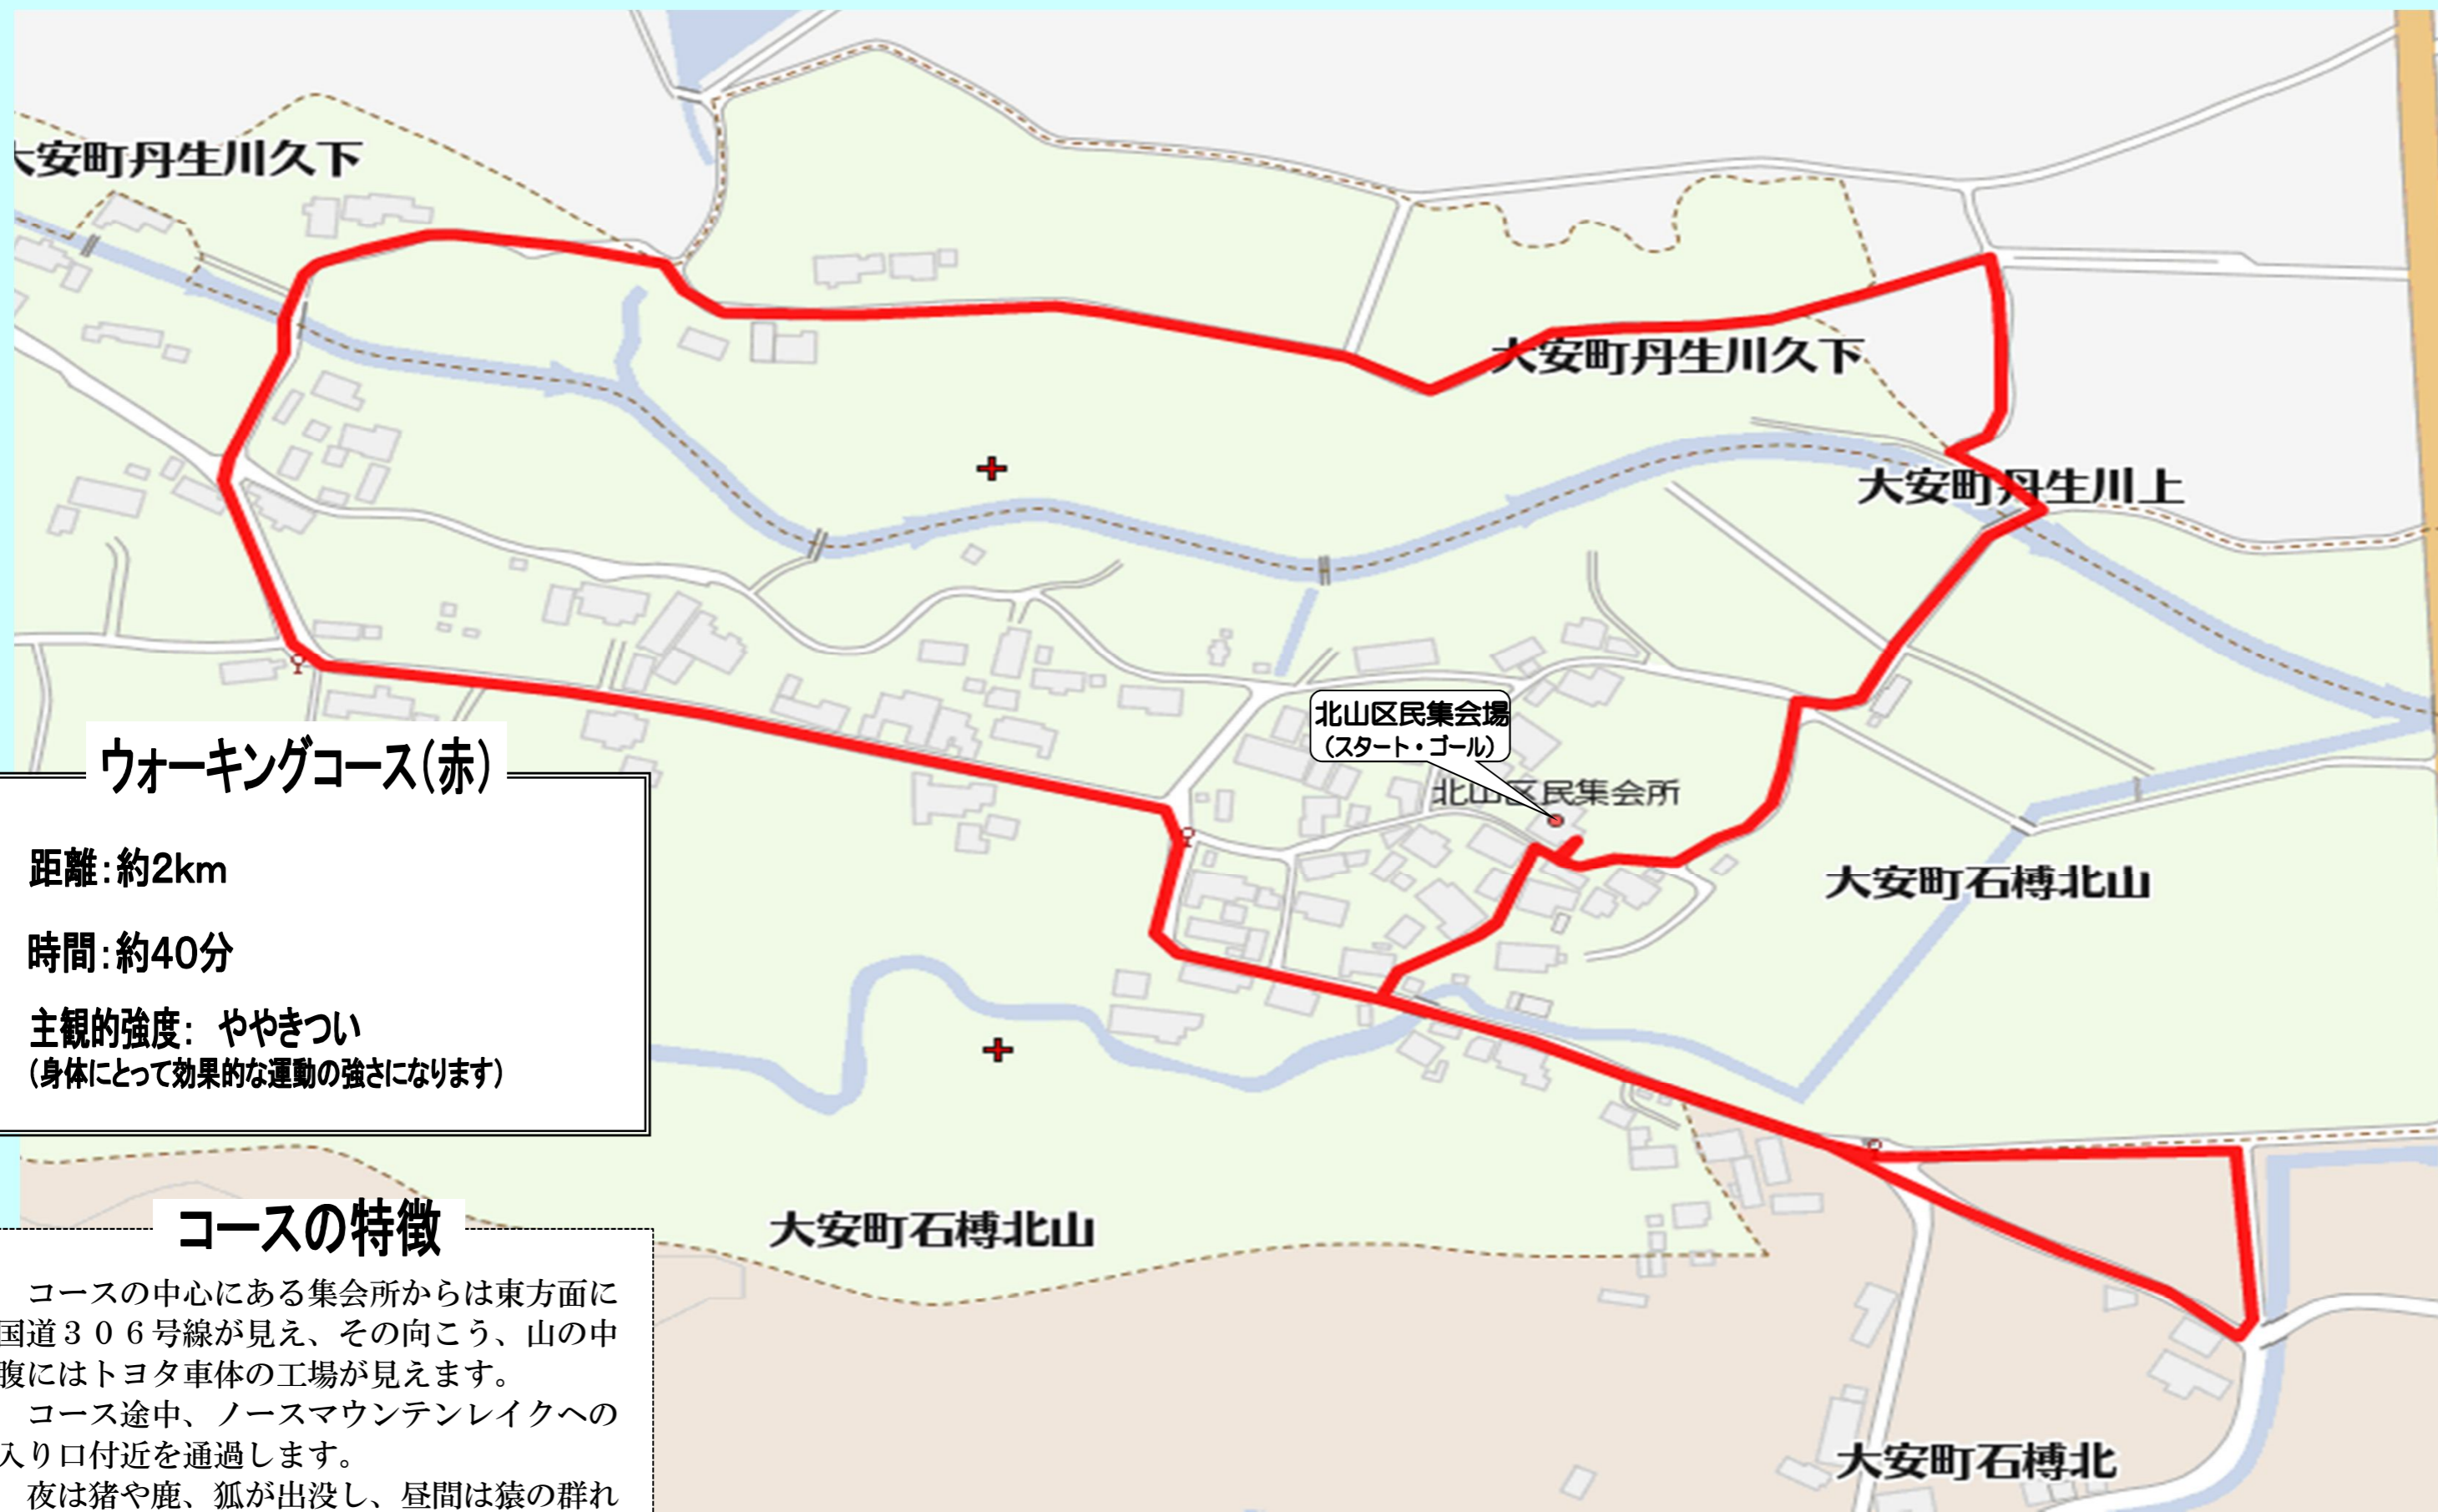 大安町丹生川久下
大安町丹生川久下
大安町丹生川上
北山区民集会場
（スタート・ゴール）
北山区民集会所
大安町石榑北山
大安町石榑北山
大安町石榑北
ウォーキングコース（赤）
距離：約2km
時間：約40分
主観的強度： ややきつい
（身体にとって効果的な運動の強さになります）
コースの特徴
コースの中心にある集会所からは東方面に
国道３０６号線が見え、その向こう、山の中
腹にはトヨタ車体の工場が見えます。
コース途中、ノースマウンテンレイクへの
入り口付近を通過します。
夜は猪や鹿、狐が出没し、昼間は猿の群れ